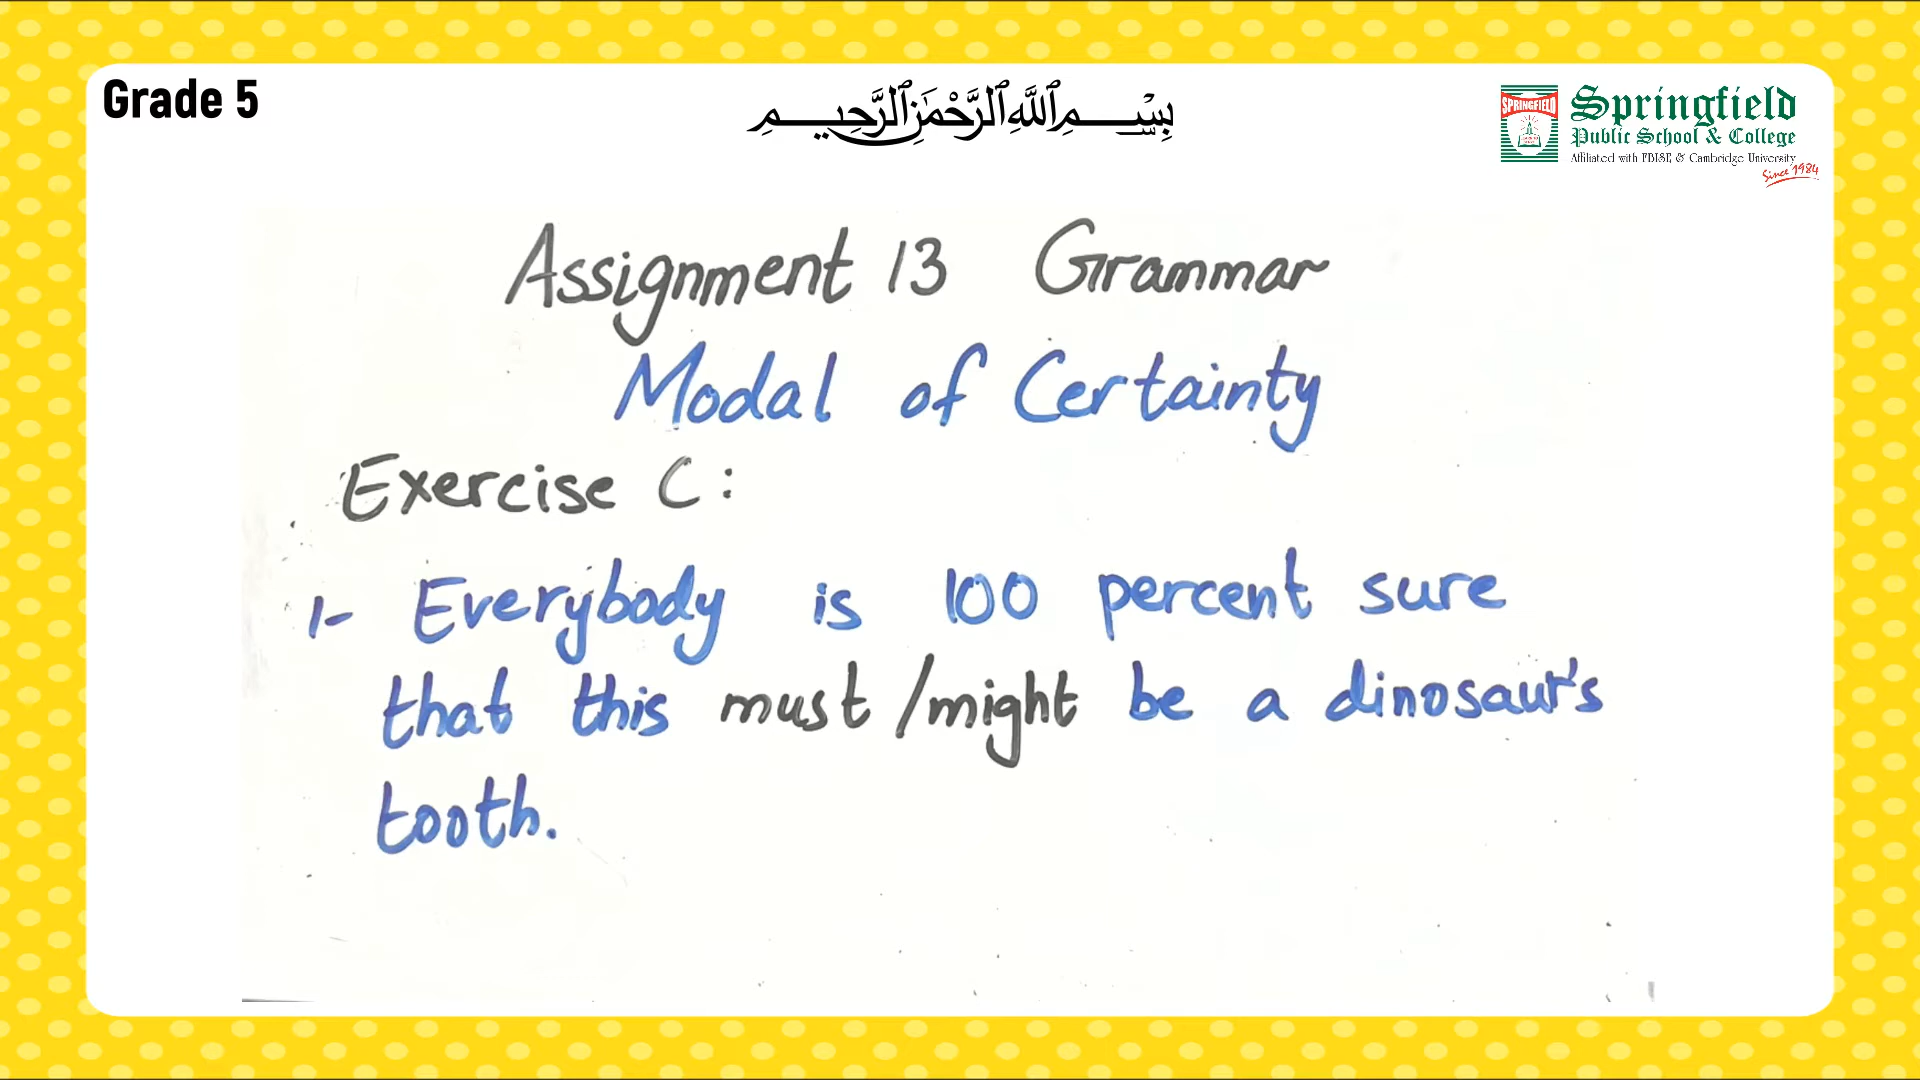 Grade 5
بِسْمِ ٱللَّهِ ٱلرَّحْمَٰنِ ٱلرَّحِيمِ
SPRINGFIELD
Springfield
Public School & College
Affiliated with FBISE & Cambridge University
Since 1984
Assignment 13 Grammar
Modal of Certainty
Exercise C:
1- Everybody is 100 percent sure
that this must /might be a dinosaur's
tooth.